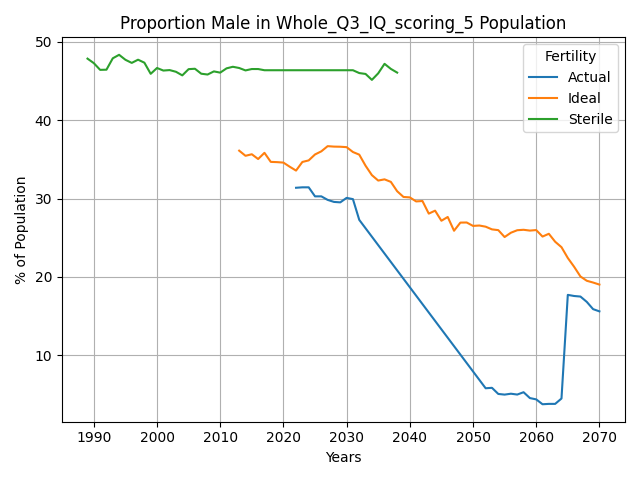 Proportion Male in Whole_Q3_IQ_scoring_5 Population
Fertility
Actual
Ideal
Sterile
% of Population
50
40
30
20
10
1990 2000 2010 2020 2030 2040 2050 2060 2070
Years